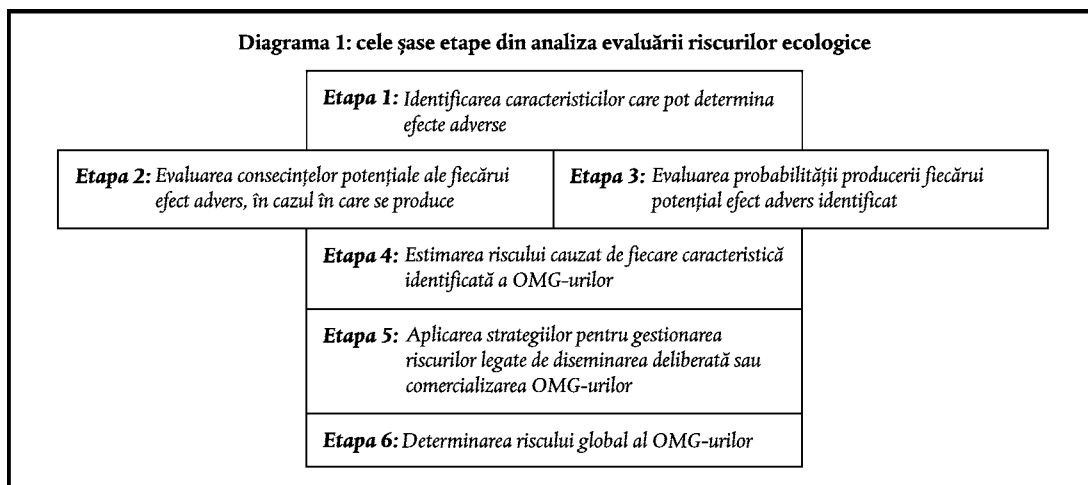 Diagrama 1: cele șase etape din analiza evaluării riscurilor ecologice
Etapa 1: Identificarea caracteristicilor care pot determina
efecte adverse
Etapa 2: Evaluarea consecințelor potențiale ale fiecărui
efect advers, în cazul în care se produce
Etapa 3: Evaluarea probabilității producerii fiecărui
potențial efect advers identificat
Etapa 4: Estimarea riscului cauzat de fiecare caracteristică
identificată a OMG-urilor
Etapa 5: Aplicarea strategiilor pentru gestionarea
riscurilor legate de diseminarea deliberată sau
comercializarea OMG-urilor
Etapa 6: Determinarea riscului global al OMG-urilor